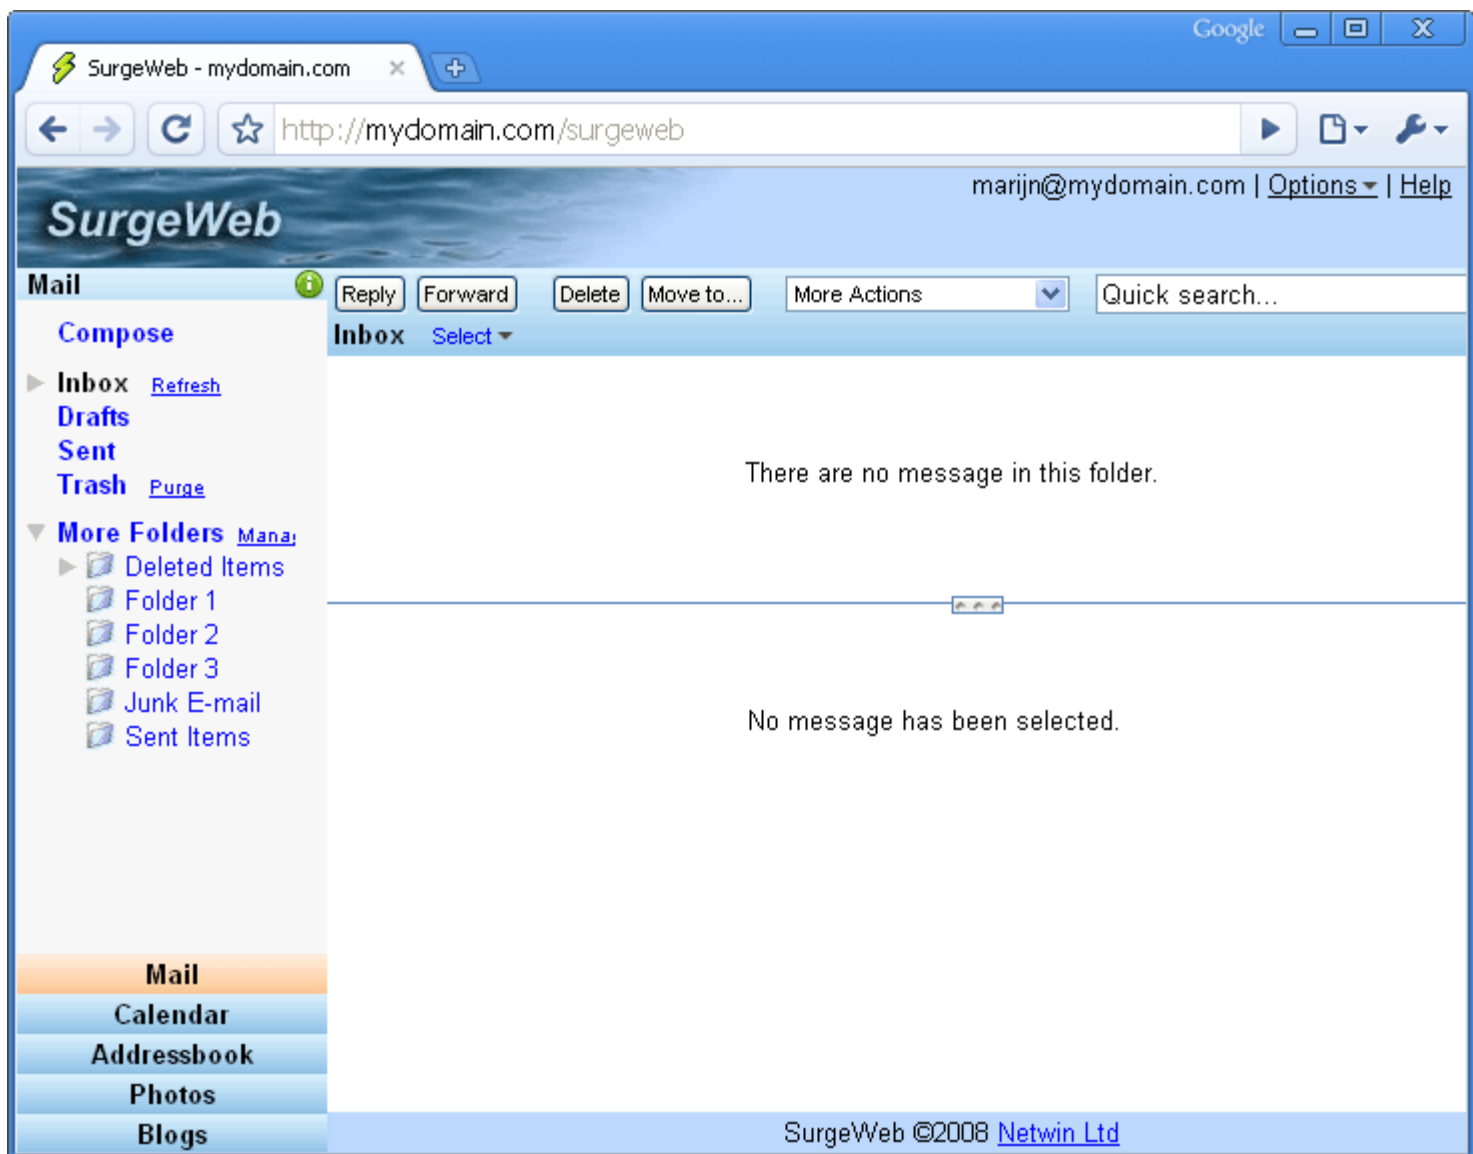 Google
SurgeWeb - mydomain.com
http://mydomain.com/surgeweb
marijn@mydomain.com | Options | Help
SurgeWeb
Mail
Reply Forward Delete Move to... More Actions Quick search...
Compose
Inbox Select
Inbox Refresh
Drafts
Sent
Trash Purge
There are no message in this folder.
More Folders
Deleted Items
Folder 1
Folder 2
Folder 3
Junk E-mail
Sent Items
No message has been selected.
Mail
Calendar
Addressbook
Photos
Blogs
SurgeWeb ©2008 Netwin Ltd